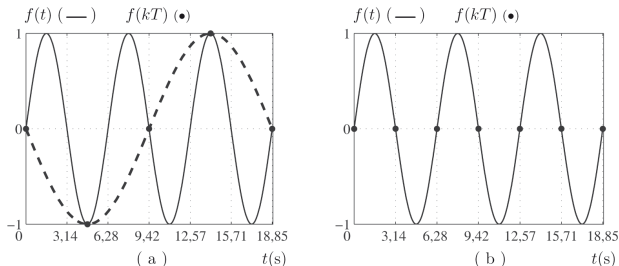 f(t) ( — ) f(kT) (•)
1
0
−1
0 3,14 6,28 9,42 12,57 15,71 18,85
( a ) t(s)
f(t) ( — ) f(kT) (•)
1
0
−1
0 3,14 6,28 9,42 12,57 15,71 18,85
( b ) t(s)